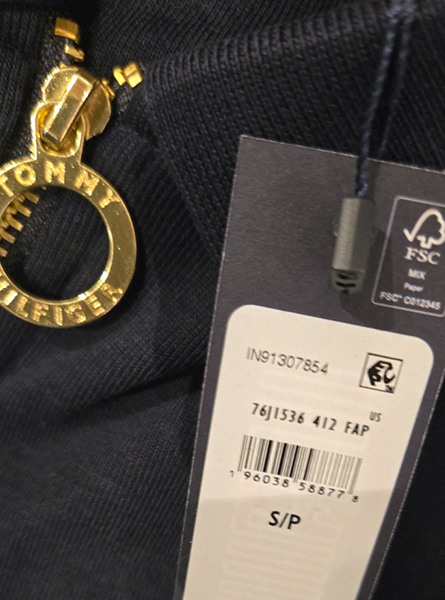 TOMMY
HILFIGER
FSC
MIX
Paper
FSC® C012345
IN91307854
US
76J1536 412 FAP
1 96038 58877 8
S/P